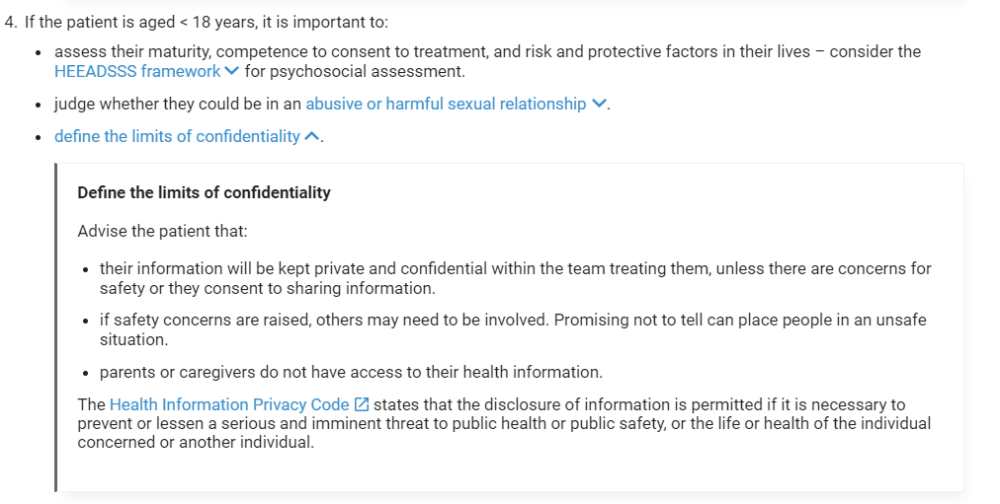 4. If the patient is aged < 18 years, it is important to:
• assess their maturity, competence to consent to treatment, and risk and protective factors in their lives – consider the
HEEADSSS framework for psychosocial assessment.
• judge whether they could be in an abusive or harmful sexual relationship .
• define the limits of confidentiality .
Define the limits of confidentiality
Advise the patient that:
• their information will be kept private and confidential within the team treating them, unless there are concerns for
safety or they consent to sharing information.
• if safety concerns are raised, others may need to be involved. Promising not to tell can place people in an unsafe
situation.
• parents or caregivers do not have access to their health information.
The Health Information Privacy Code states that the disclosure of information is permitted if it is necessary to
prevent or lessen a serious and imminent threat to public health or public safety, or the life or health of the individual
concerned or another individual.